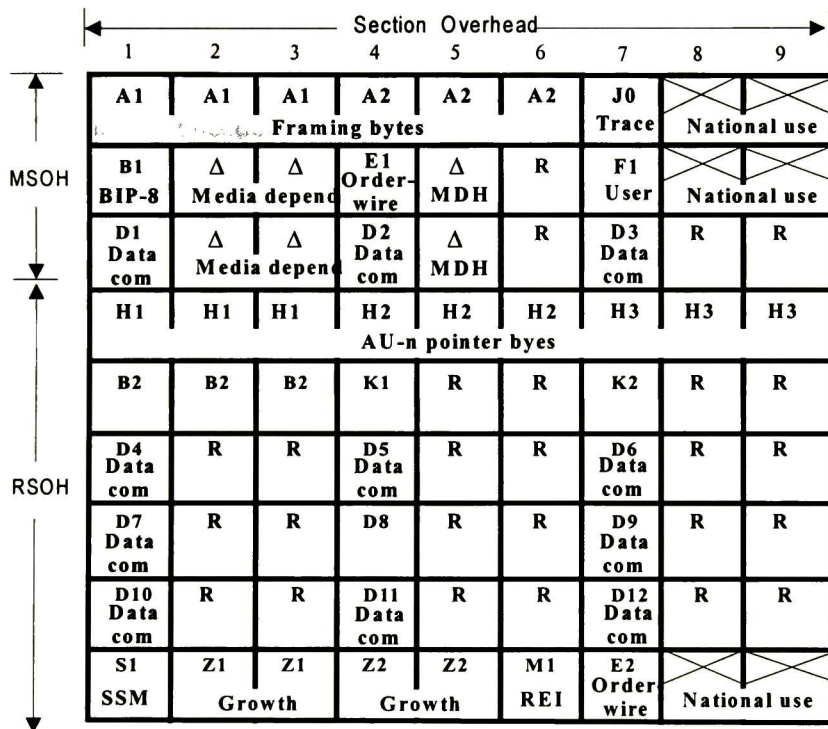 Section Overhead
1 2 3 4 5 6 7 8 9
A1 A1 A1 A2 A2 A2 J0
Framing bytes Trace National use
MSOH
B1 Δ Δ E1 Δ R F1
BIP-8 Media depend Order-wire MDH User National use
D1 Δ Δ D2 Δ R D3 R R
Data com Media depend Data com MDH Data com
H1 H1 H1 H2 H2 H2 H3 H3 H3
AU-n pointer byes
B2 B2 B2 K1 R R K2 R R
RSOH
D4 R R D5 R R D6 R R
Data com Data com Data com
D7 R R D8 R R D9 R R
Data com Data com
D10 R R D11 R R D12 R R
Data com Data com Data com
S1 Z1 Z1 Z2 Z2 M1 E2
SSM Growth Growth REI Order-wire National use